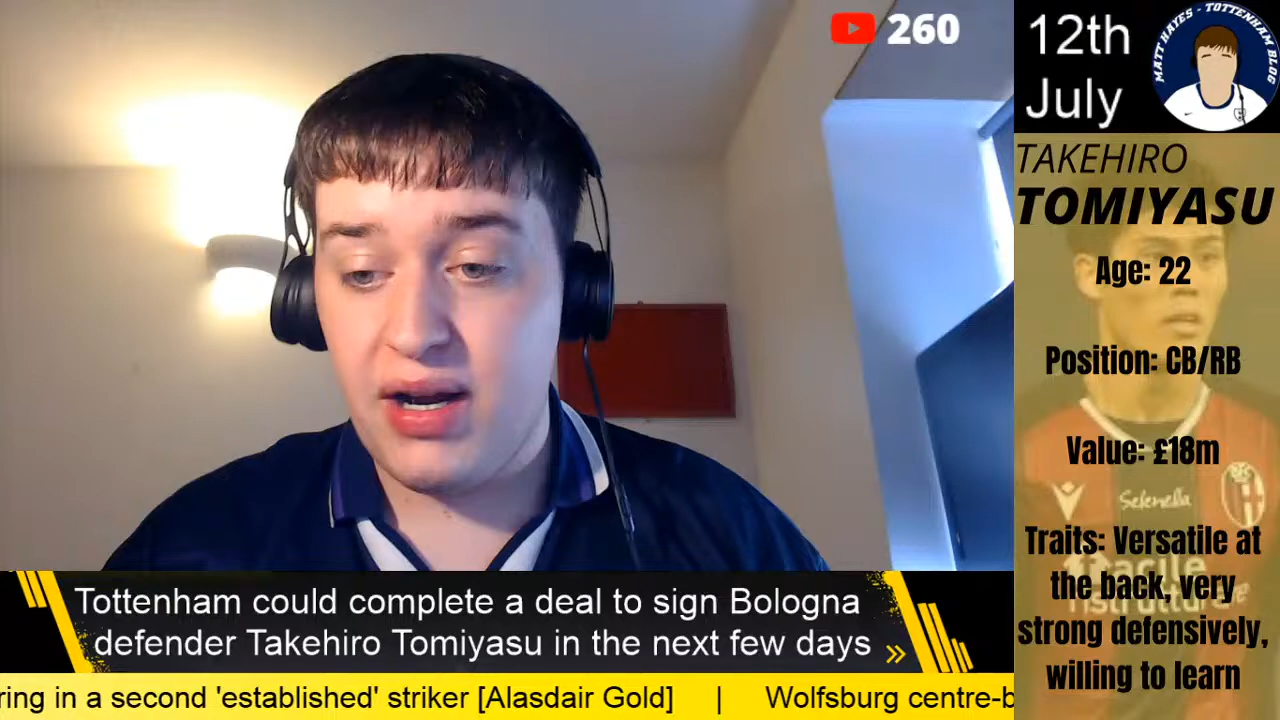 260
12th
July
MATT HAYES - TOTTENHAM BLOG
TAKEHIRO
TOMIYASU
Age: 22
Position: CB/RB
Value: £18m
Selenella
Traits: Versatile at
the back, very
strong defensively,
willing to learn
Tottenham could complete a deal to sign Bologna
defender Takehiro Tomiyasu in the next few days
ring in a second 'established' striker [Alasdair Gold] | Wolfsburg centre-b